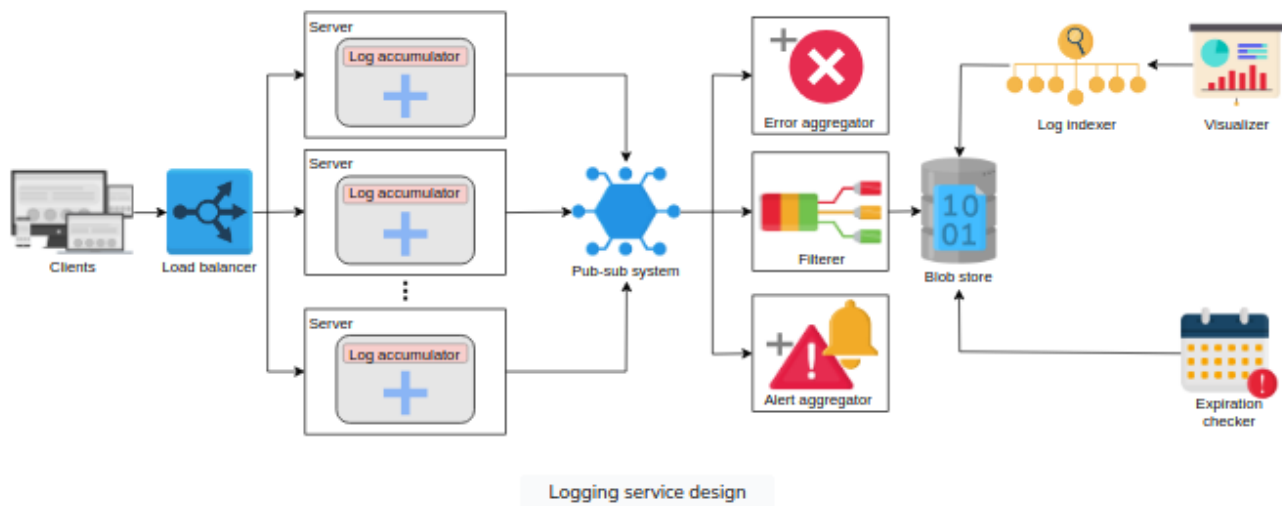 Server
Log accumulator
Server
Log accumulator
Server
Log accumulator
Clients
Load balancer
Pub-sub system
Error aggregator
Filterer
Alert aggregator
Log indexer
Visualizer
10
01
Blob store
Expiration
checker
Logging service design